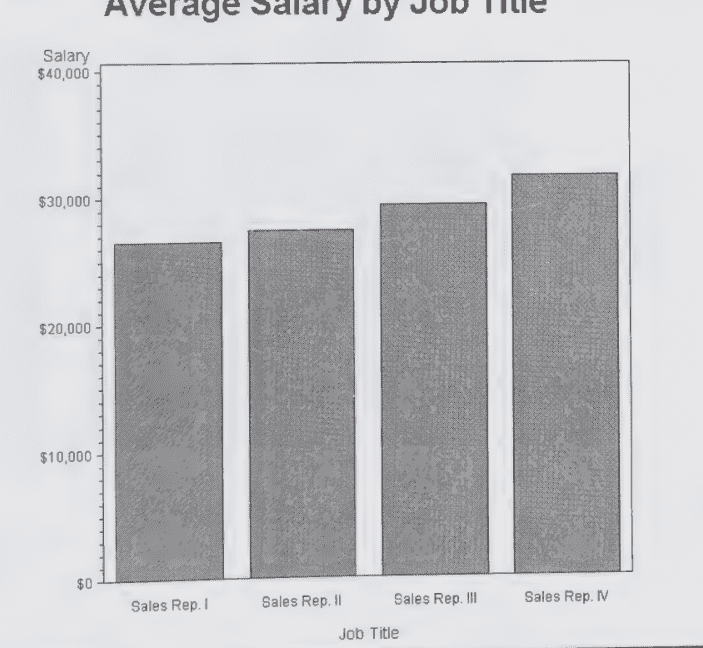 Average Salary by Job Title
Salary
$40,000
$30,000
$20,000
$10,000
$0
Sales Rep. I
Sales Rep. II
Sales Rep. III
Sales Rep. IV
Job Title